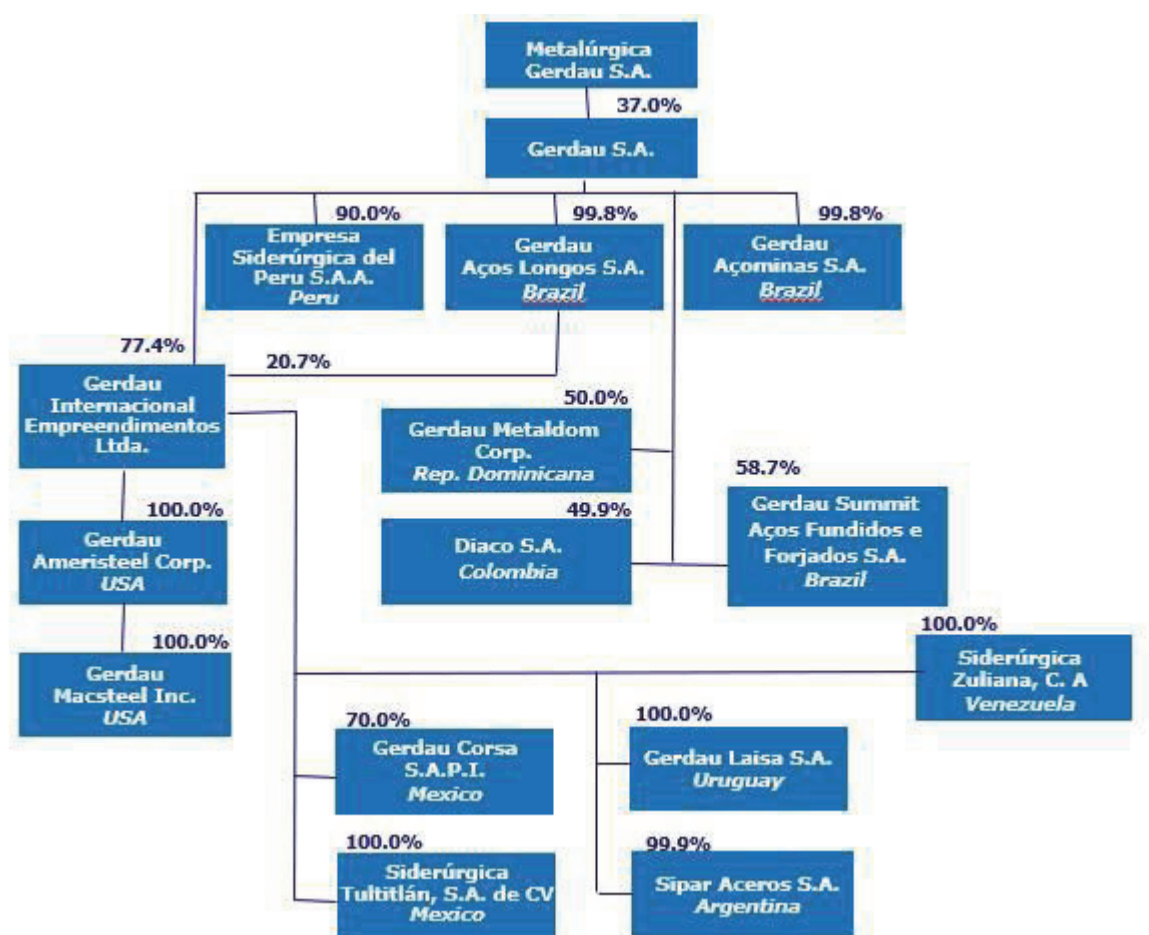 Metalúrgica
Gerdau S.A.
37.0%
Gerdau S.A.
90.0%
Empresa
Siderúrgica del
Peru S.A.A.
Peru
99.8%
Gerdau
Aços Longos S.A.
Brazil
99.8%
Gerdau
Açominas S.A.
Brazil
77.4%
Gerdau
Internacional
Empreendimentos
Ltda.
20.7%
50.0%
Gerdau Metaldom
Corp.
Rep. Dominicana
49.9%
Diaco S.A.
Colombia
58.7%
Gerdau Summit
Aços Fundidos e
Forjados S.A.
Brazil
100.0%
Gerdau
Ameristeel Corp.
USA
100.0%
Gerdau
Macsteel Inc.
USA
100.0%
Siderúrgica
Zuliana, C. A
Venezuela
70.0%
Gerdau Corsa
S.A.P.I.
Mexico
100.0%
Gerdau Laisa S.A.
Uruguay
100.0%
Siderúrgica
Tultitlán, S.A. de CV
Mexico
99.9%
Sipar Aceros S.A.
Argentina